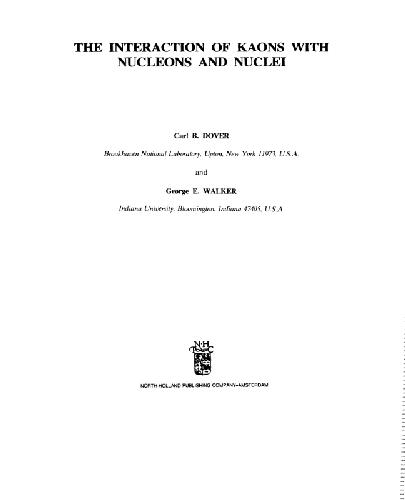 THE INTERACTION OF KAONS WITH
NUCLEONS AND NUCLEI
Carl B. DOVER
Brookhaven National Laboratory, Upton, New York 11973, U.S.A.
and
George E. WALKER
Indiana University, Bloomington, Indiana 47405, U.S.A
N·H
NORTH-HOLLAND PUBLISHING COMPANY-AMSTERDAM